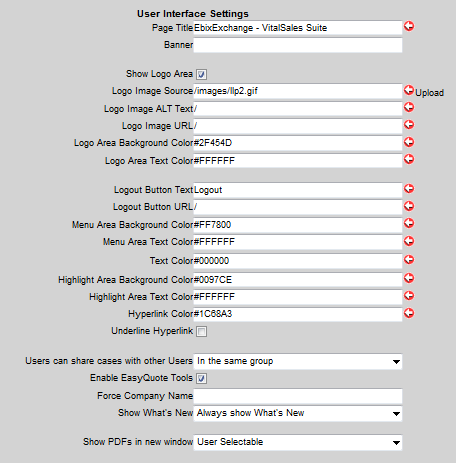 User Interface Settings
Page Title EbixExchange - VitalSales Suite
Banner
Show Logo Area
Logo Image Source /images/llp2.gif Upload
Logo Image ALT Text /
Logo Image URL /
Logo Area Background Color #2F454D
Logo Area Text Color #FFFFFF
Logout Button Text Logout
Logout Button URL /
Menu Area Background Color #FF7800
Menu Area Text Color #FFFFFF
Text Color #000000
Highlight Area Background Color #0097CE
Highlight Area Text Color #FFFFFF
Hyperlink Color #1C68A3
Underline Hyperlink
Users can share cases with other Users In the same group
Enable EasyQuote Tools
Force Company Name
Show What's New Always show What's New
Show PDFs in new window User Selectable